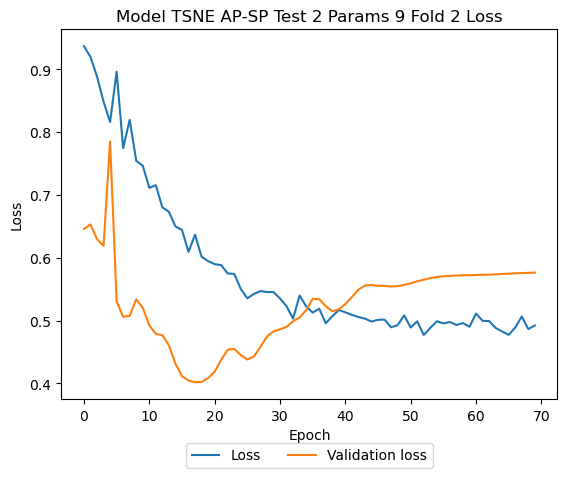 Model TSNE AP-SP Test 2 Params 9 Fold 2 Loss
0.9
0.8
0.7
0.6
0.5
0.4
Loss
0 10 20 30 40 50 60 70
Epoch
Loss Validation loss